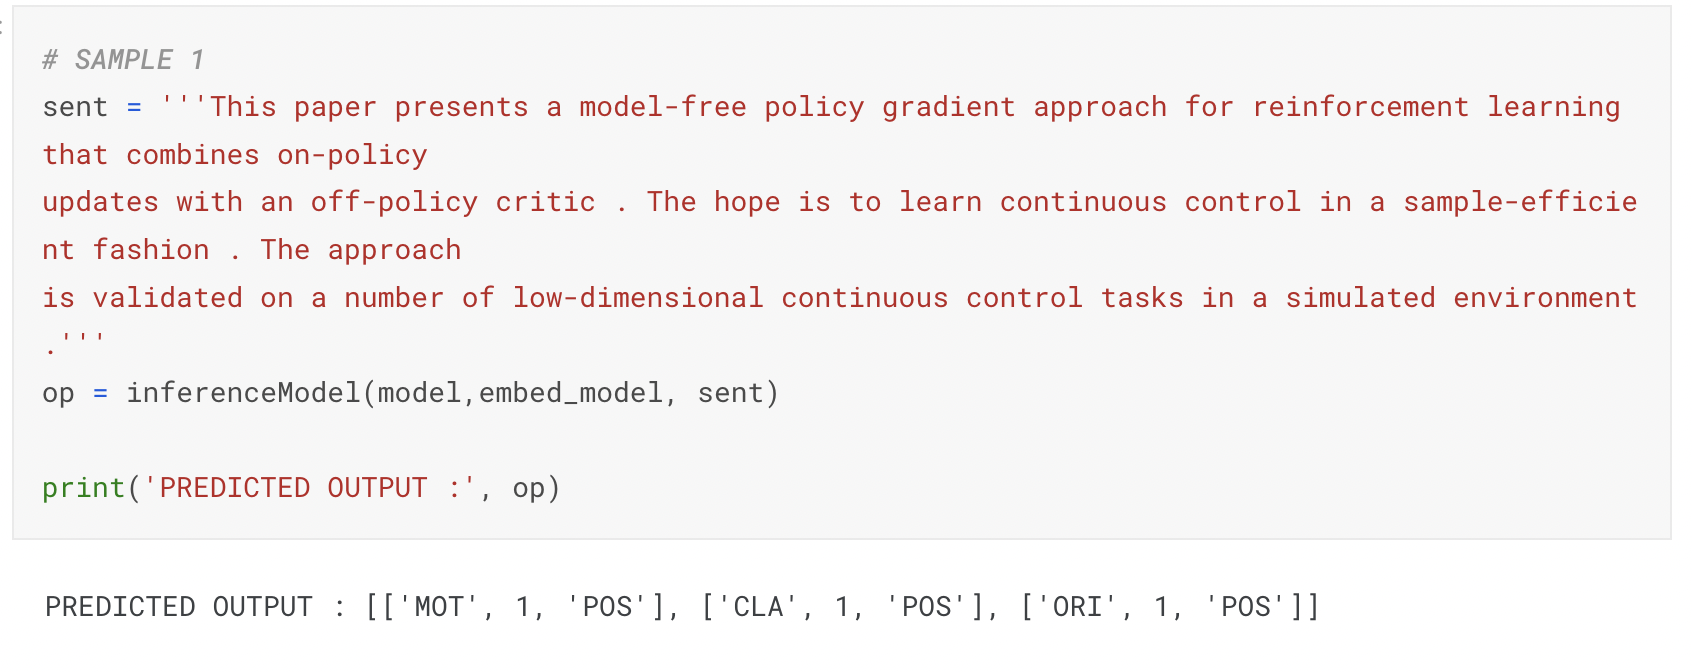 # SAMPLE 1
sent = '''This paper presents a model-free policy gradient approach for reinforcement learning
that combines on-policy
updates with an off-policy critic . The hope is to learn continuous control in a sample-efficie
nt fashion . The approach
is validated on a number of low-dimensional continuous control tasks in a simulated environment
.'''
op = inferenceModel(model,embed_model, sent)
print('PREDICTED OUTPUT :', op)
PREDICTED OUTPUT : [['MOT', 1, 'POS'], ['CLA', 1, 'POS'], ['ORI', 1, 'POS']]